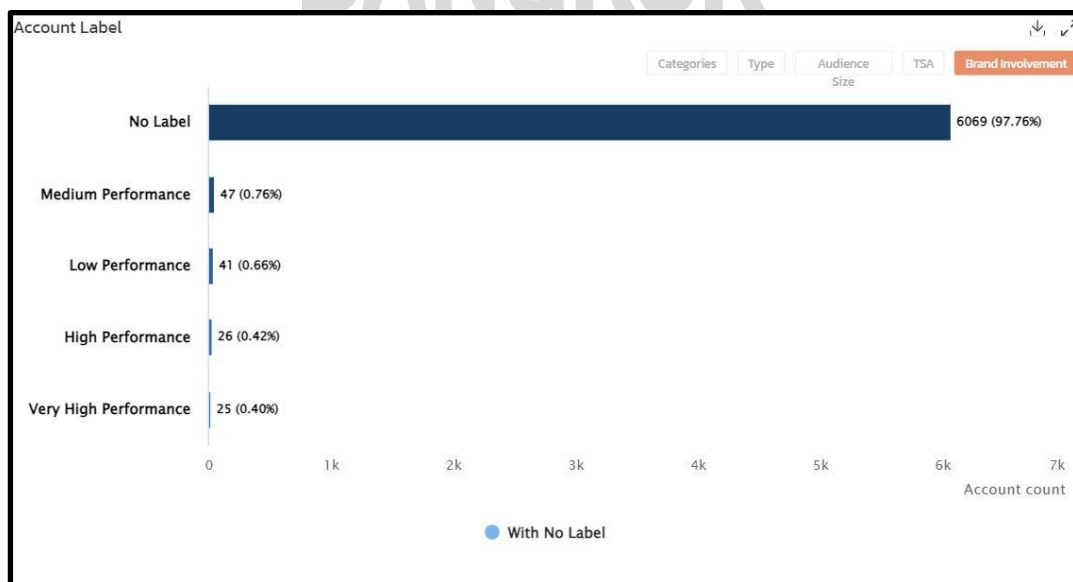 BANGKOK
Account Label
Categories
Type
Audience
Size
TSA
Brand Involvement
No Label
6069 (97.76%)
Medium Performance
47 (0.76%)
Low Performance
41 (0.66%)
High Performance
26 (0.42%)
Very High Performance
25 (0.40%)
0 1k 2k 3k 4k 5k 6k 7k
Account count
With No Label